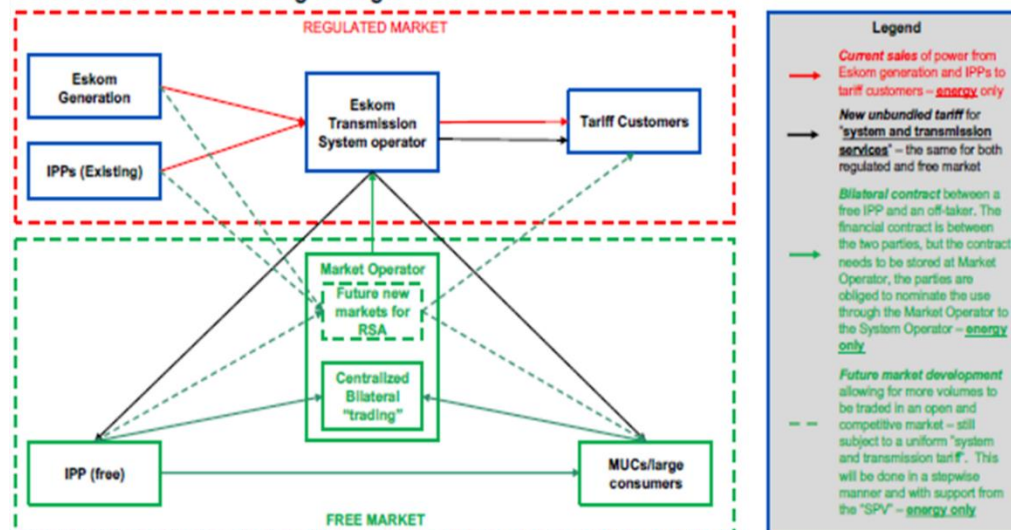 REGULATED MARKET
Eskom
Generation
IPPs (Existing)
Eskom
Transmission
System operator
Tariff Customers
Market Operator
Future new
markets for
RSA
Centralized
Bilateral
"trading"
IPP (free)
MUCs/large
consumers
FREE MARKET
Legend
Current sales of power from
Eskom generation and IPPs to
tariff customers – energy only
New unbundled tariff for
"system and transmission
services" – the same for both
regulated and free market
Bilateral contract between a
free IPP and an off-taker. The
financial contract is between
the two parties, but the contract
needs to be stored at Market
Operator, the parties are
obliged to nominate the use
through the Market Operator to
the System Operator – energy
only
Future market development
allowing for more volumes to
be traded in an open and
competitive market – still
subject to a uniform "system
and transmission tariff". This
will be done in a stepwise
manner and with support from
the "SPV" – energy only